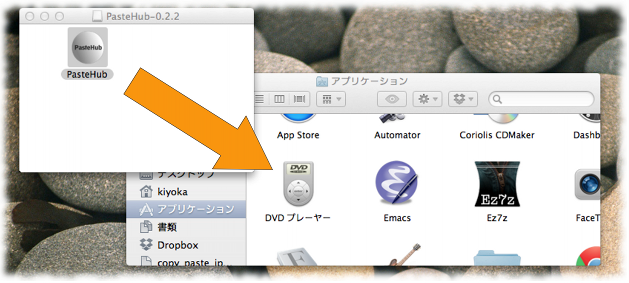 PasteHub-0.2.2
PasteHub
PasteHub
アプリケーション
App Store
Automator
Coriolis CDMaker
Dashb
デスクトップ
kiyoka
アプリケーション
書類
Dropbox
copy_paste_ip...
DVD
DVD プレーヤー
Emacs
Ez7z
Ez7z
FaceT